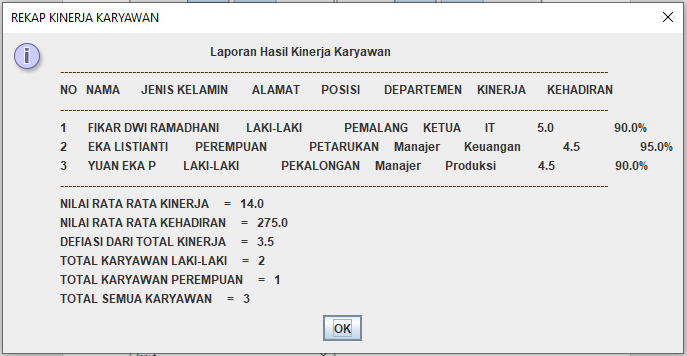 REKAP KINERJA KARYAWAN
Laporan Hasil Kinerja Karyawan
NO NAMA JENIS KELAMIN ALAMAT POSISI DEPARTEMEN KINERJA KEHADIRAN
1 FIKAR DWI RAMADHANI LAKI-LAKI PEMALANG KETUA IT 5.0 90.0%
2 EKA LISTIANTI PEREMPUAN PETARUKAN Manajer Keuangan 4.5 95.0%
3 YUAN EKA P LAKI-LAKI PEKALONGAN Manajer Produksi 4.5 90.0%
NILAI RATA RATA KINERJA = 14.0
NILAI RATA RATA KEHADIRAN = 275.0
DEFIASI DARI TOTAL KINERJA = 3.5
TOTAL KARYAWAN LAKI-LAKI = 2
TOTAL KARYAWAN PEREMPUAN = 1
TOTAL SEMUA KARYAWAN = 3
OK